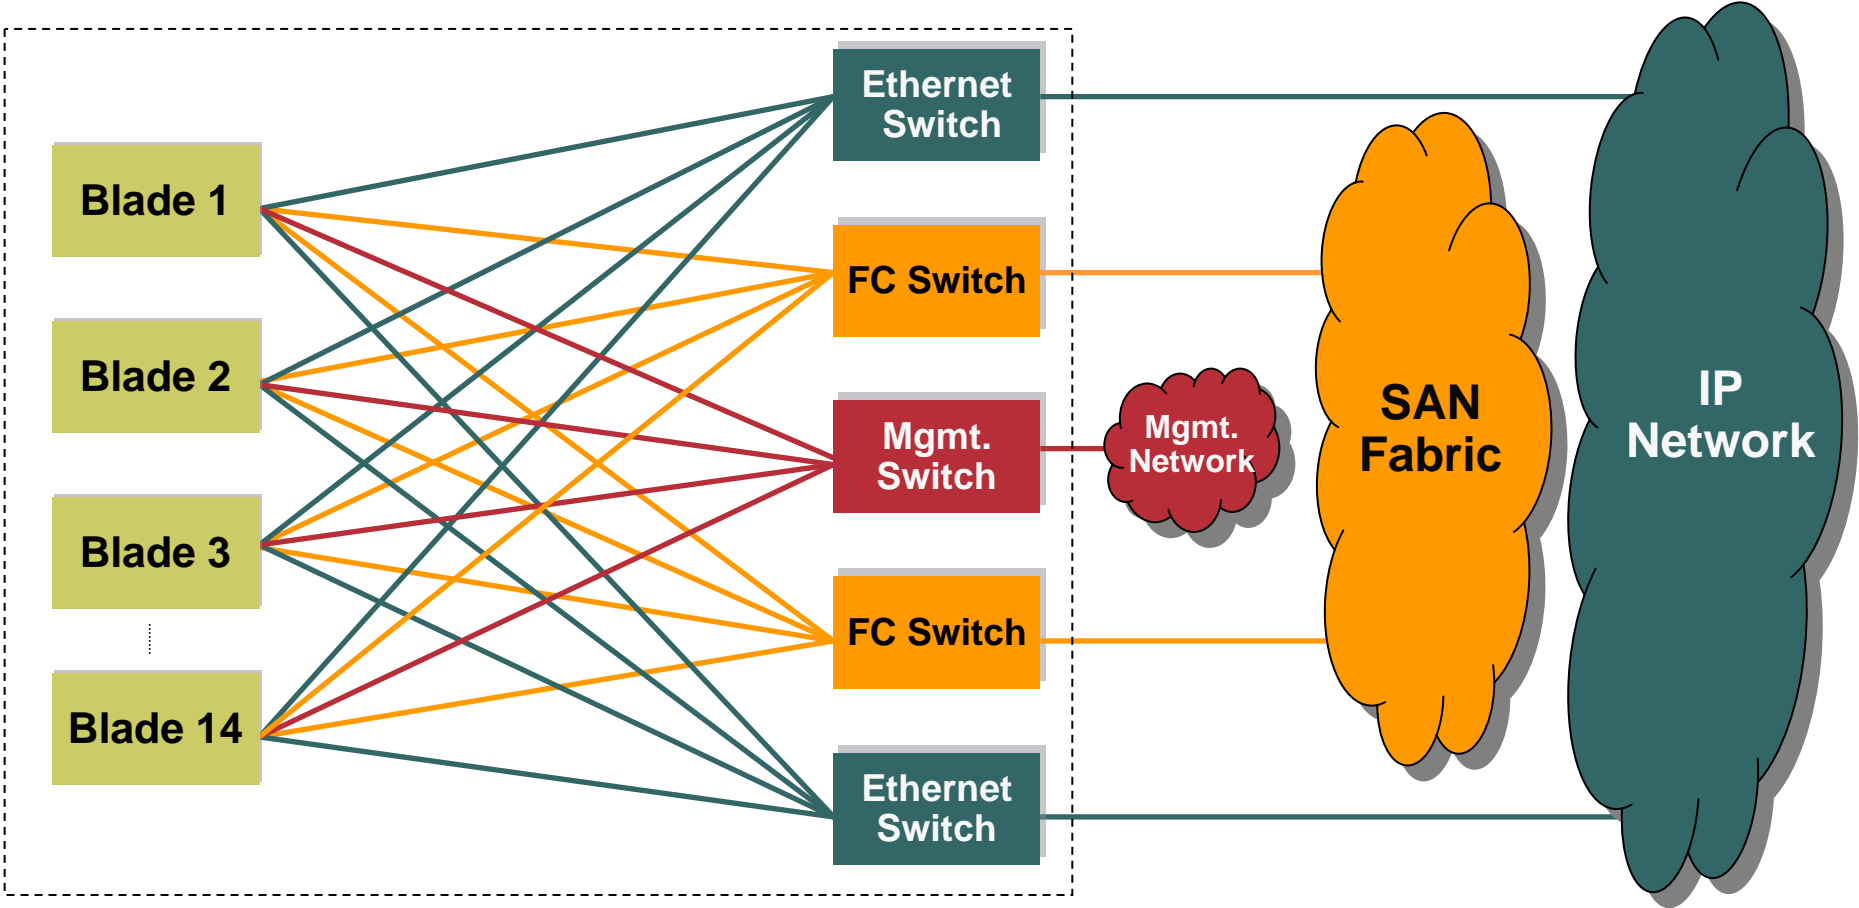 Blade 1
Blade 2
Blade 3
Blade 14
Ethernet
Switch
FC Switch
Mgmt.
Switch
FC Switch
Ethernet
Switch
Mgmt.
Network
SAN
Fabric
IP
Network